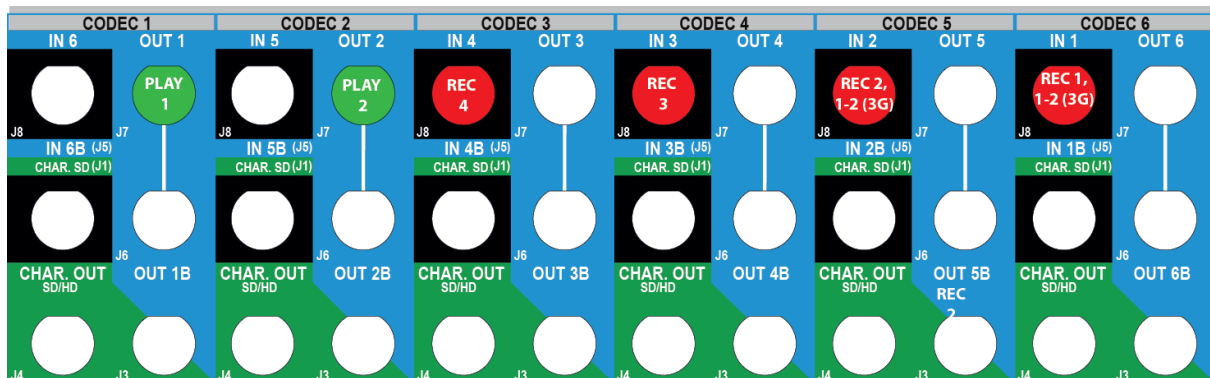 CODEC 1 CODEC 2 CODEC 3 CODEC 4 CODEC 5 CODEC 6
IN 6 OUT 1 IN 5 OUT 2 IN 4 OUT 3 IN 3 OUT 4 IN 2 OUT 5 IN 1 OUT 6
PLAY PLAY REC REC REC 2, REC 1,
1 2 4 3 1-2 (3G) 1-2 (3G)
J8 J7 J8 J7 J8 J7 J8 J7 J8 J7 J8 J7
IN 6B (J5) IN 5B (J5) IN 4B (J5) IN 3B (J5) IN 2B (J5) IN 1B (J5)
CHAR. SD (J1) CHAR. SD (J1) CHAR. SD (J1) CHAR. SD (J1) CHAR. SD (J1) CHAR. SD (J1)
J6 J6 J6 J6 J6 J6
CHAR. OUT OUT 1B CHAR. OUT OUT 2B CHAR. OUT OUT 3B CHAR. OUT OUT 4B CHAR. OUT OUT 5B CHAR. OUT OUT 6B
SD/HD SD/HD SD/HD SD/HD SD/HD SD/HD
REC
2
J4 J3 J4 J3 J4 J3 J4 J3 J4 J3 J4 J3